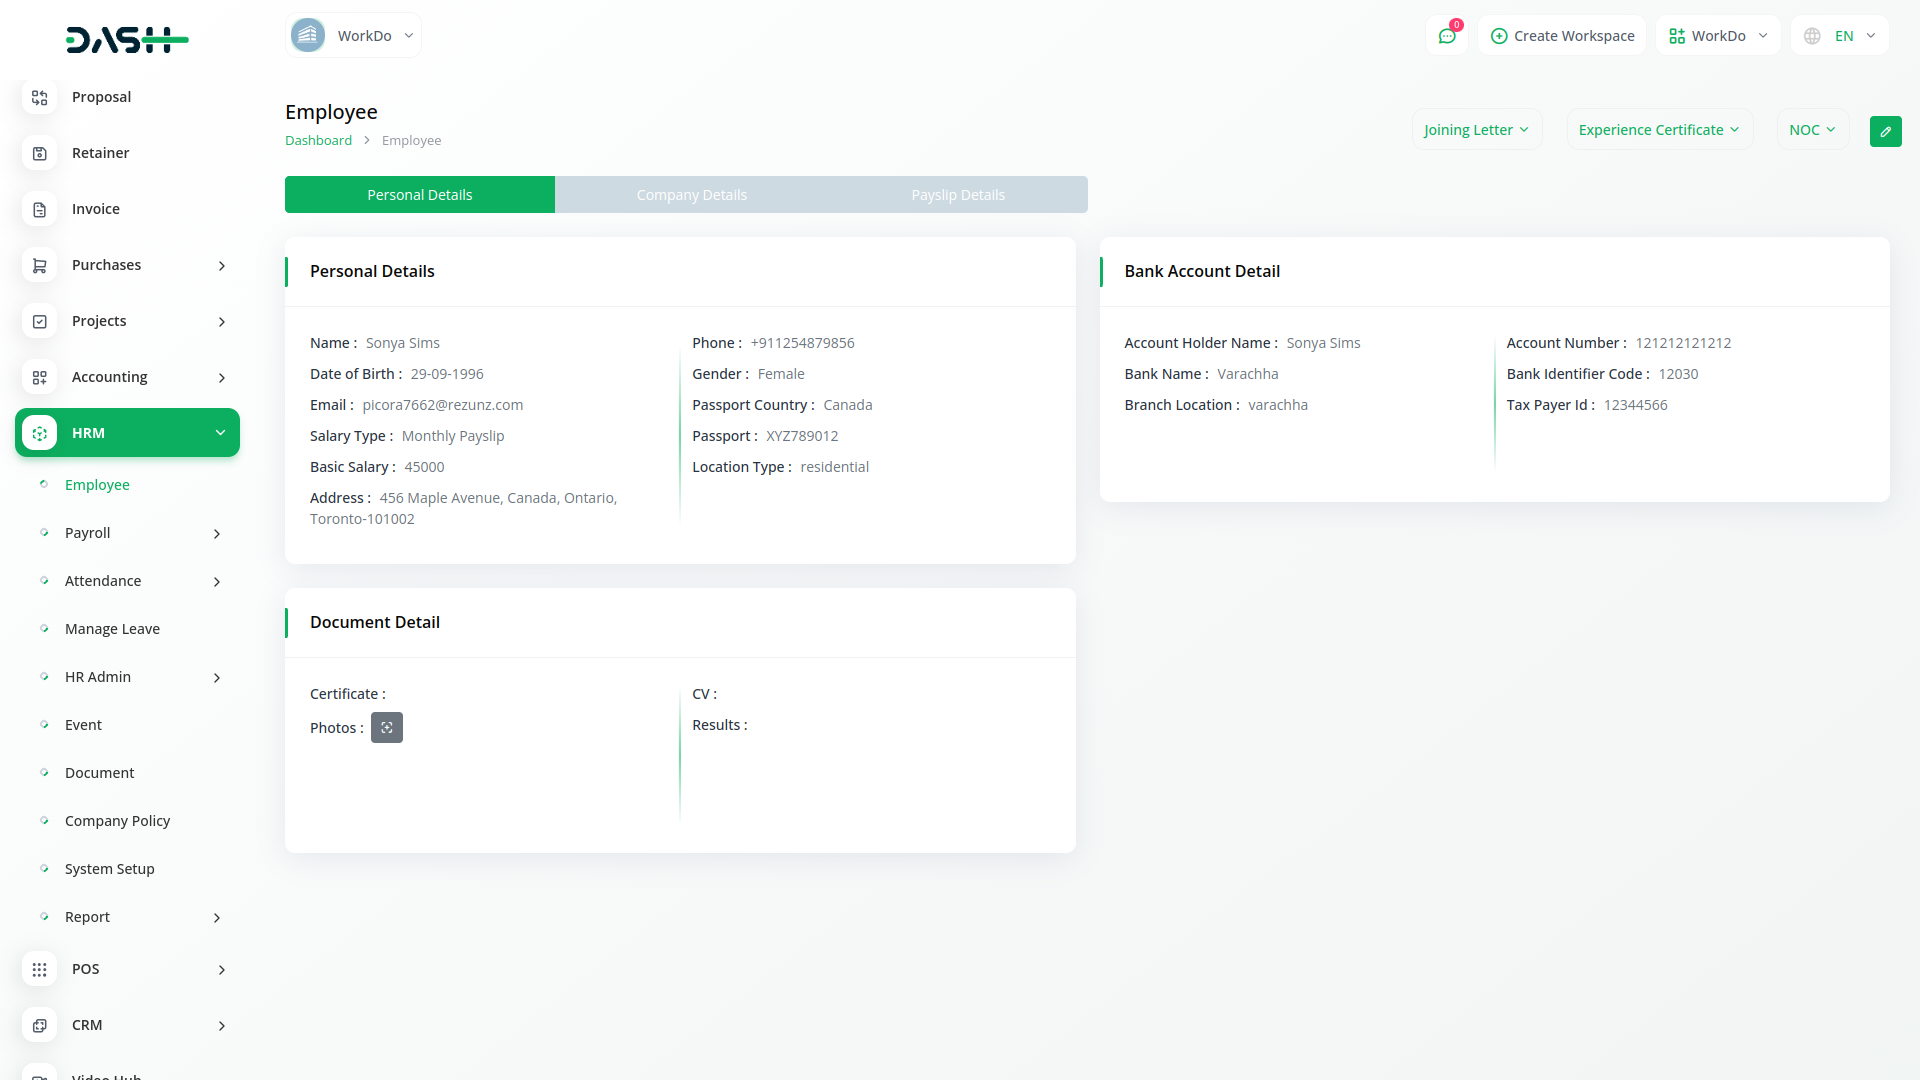 DASH
WorkDo
0
Create Workspace
WorkDo
EN
Proposal
Retainer
Invoice
Purchases
Projects
Accounting
HRM
Employee
Payroll
Attendance
Manage Leave
HR Admin
Event
Document
Company Policy
System Setup
Report
POS
CRM
Video Hub
Employee
Dashboard > Employee
Joining Letter
Experience Certificate
NOC
Personal Details
Company Details
Payslip Details
Personal Details
Name : Sonya Sims
Date of Birth : 29-09-1996
Email : picora7662@rezunz.com
Salary Type : Monthly Payslip
Basic Salary : 45000
Address : 456 Maple Avenue, Canada, Ontario,
Toronto-101002
Phone : +911254879856
Gender : Female
Passport Country : Canada
Passport : XYZ789012
Location Type : residential
Bank Account Detail
Account Holder Name : Sonya Sims
Bank Name : Varachha
Branch Location : varachha
Account Number : 121212121212
Bank Identifier Code : 12030
Tax Payer Id : 12344566
Document Detail
Certificate :
Photos :
CV :
Results :